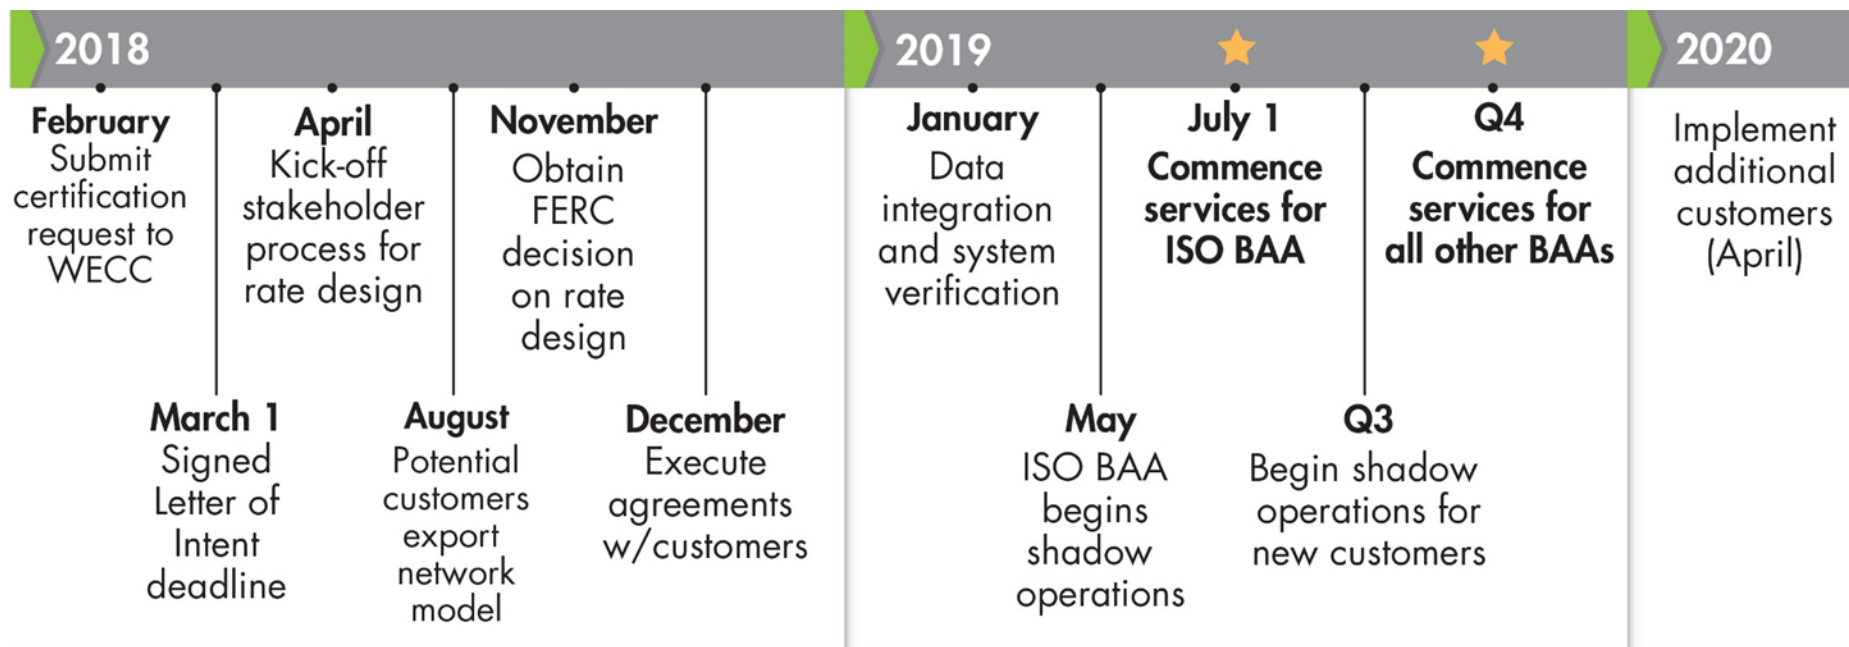 2018
February
Submit
certification
request to
WECC
March 1
Signed
Letter of
Intent
deadline
April
Kick-off
stakeholder
process for
rate design
August
Potential
customers
export
network
model
November
Obtain
FERC
decision
on rate
design
December
Execute
agreements
w/customers
2019
January
Data
integration
and system
verification
May
ISO BAA
begins
shadow
operations
July 1
Commence
services for
ISO BAA
Q3
Begin shadow
operations for
new customers
Q4
Commence
services for
all other BAAs
2020
Implement
additional
customers
(April)